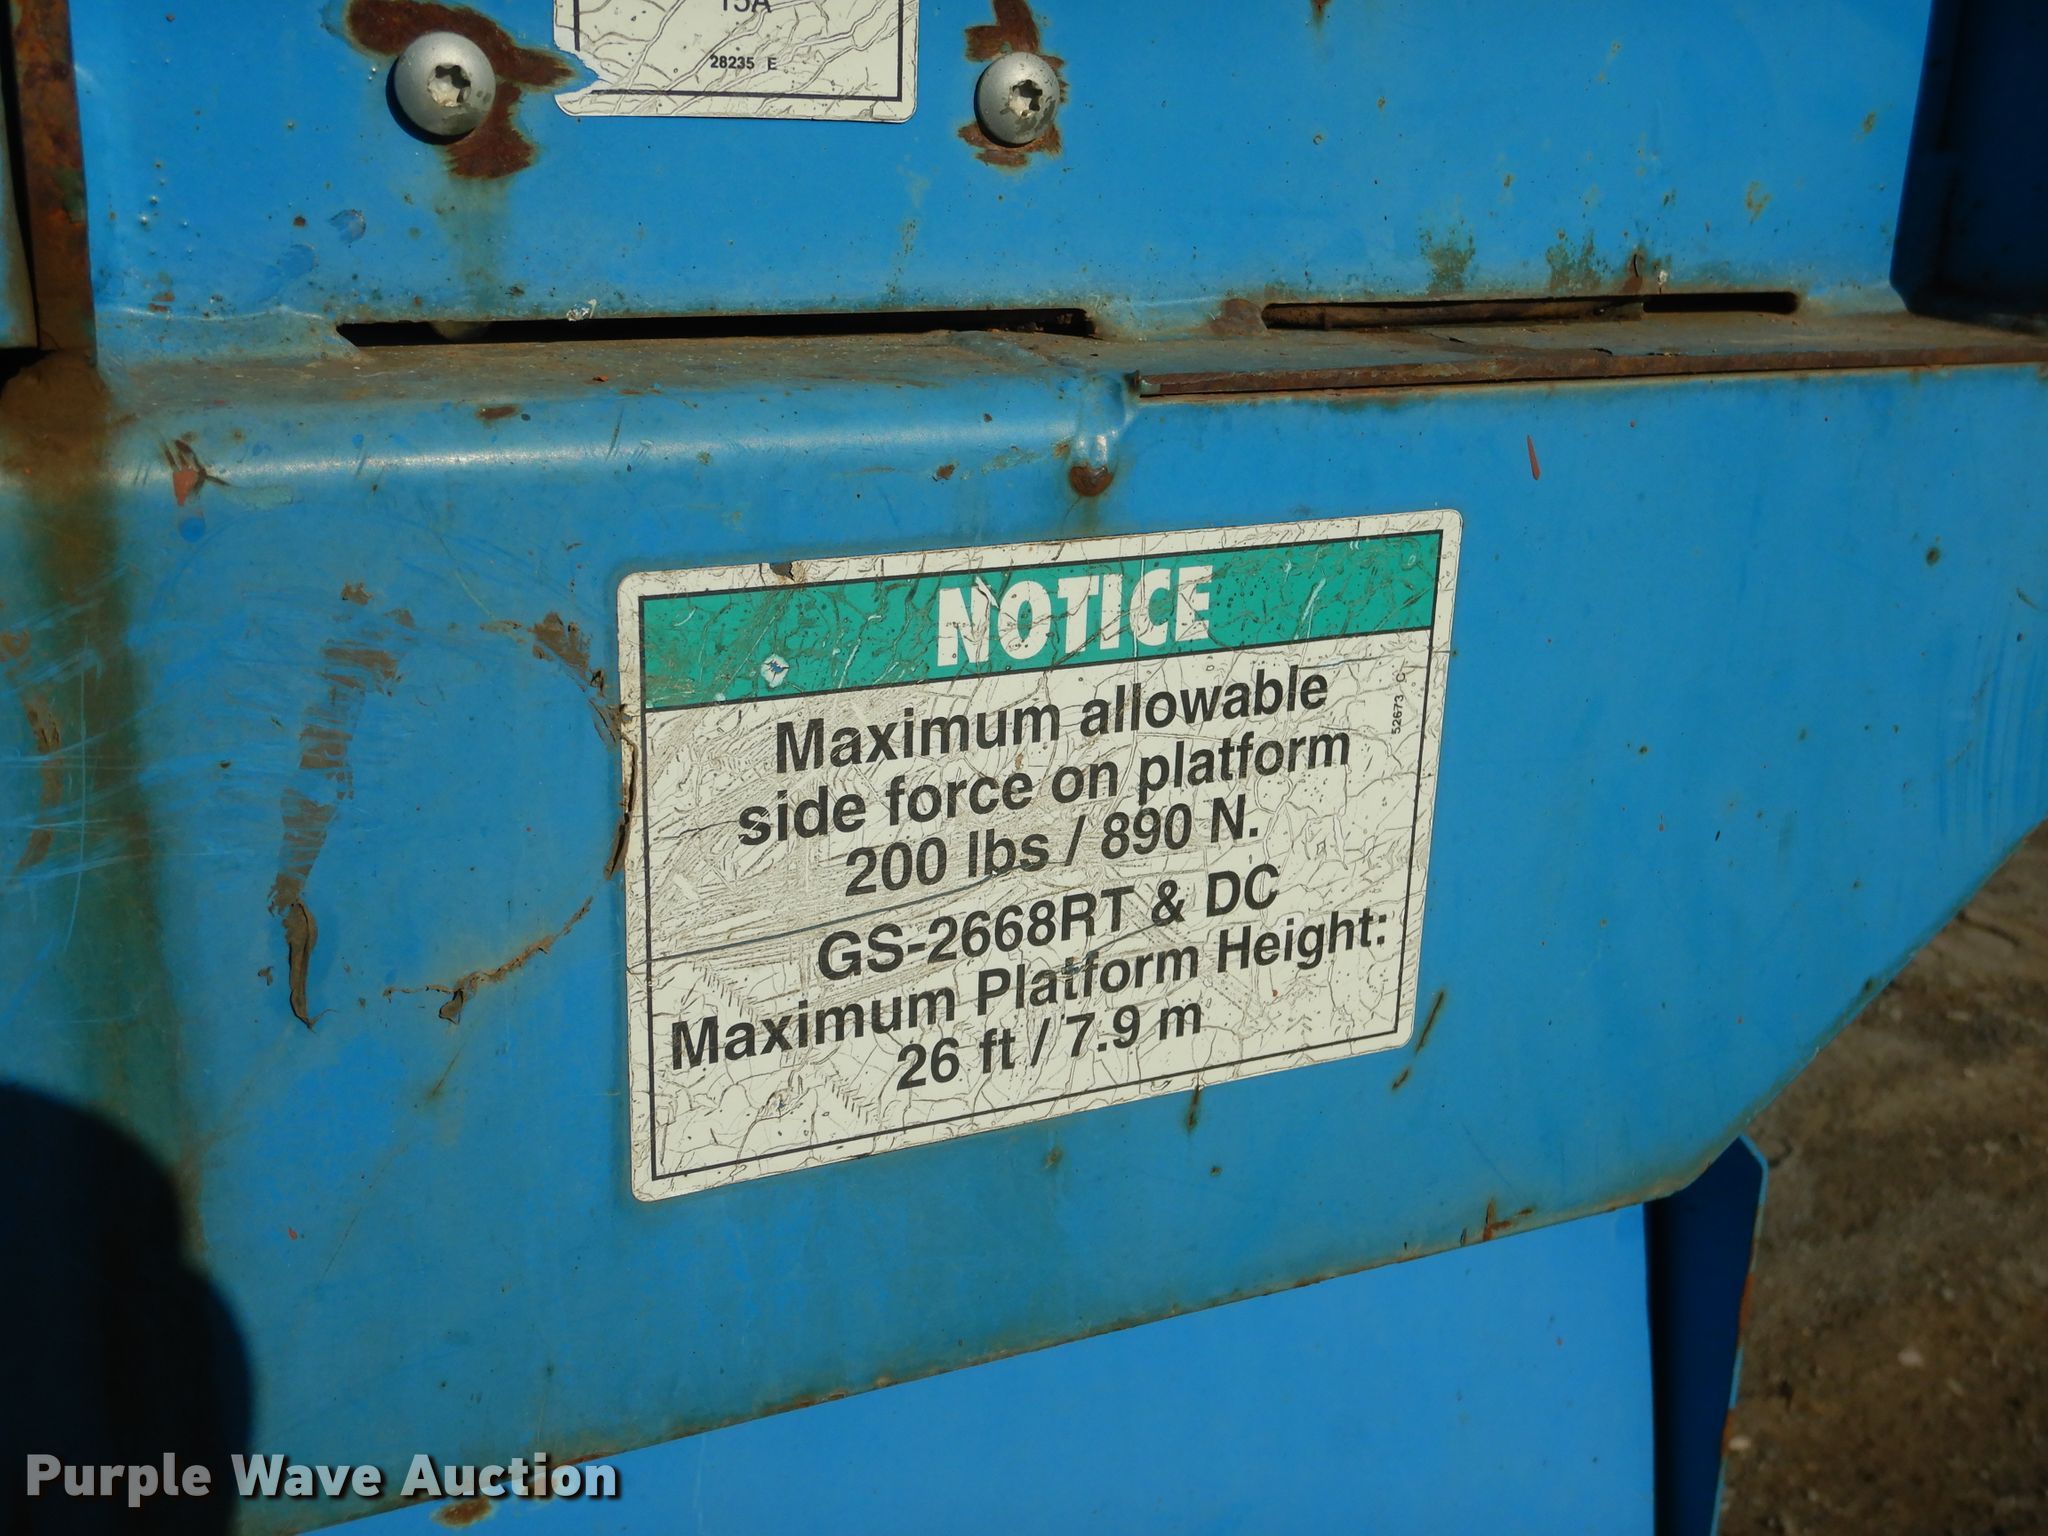 15A
28235 E
NOTICE
Maximum allowable
side force on platform
200 lbs / 890 N.
GS-2668RT & DC
Maximum Platform Height:
26 ft / 7.9 m
52673 C
Purple Wave Auction